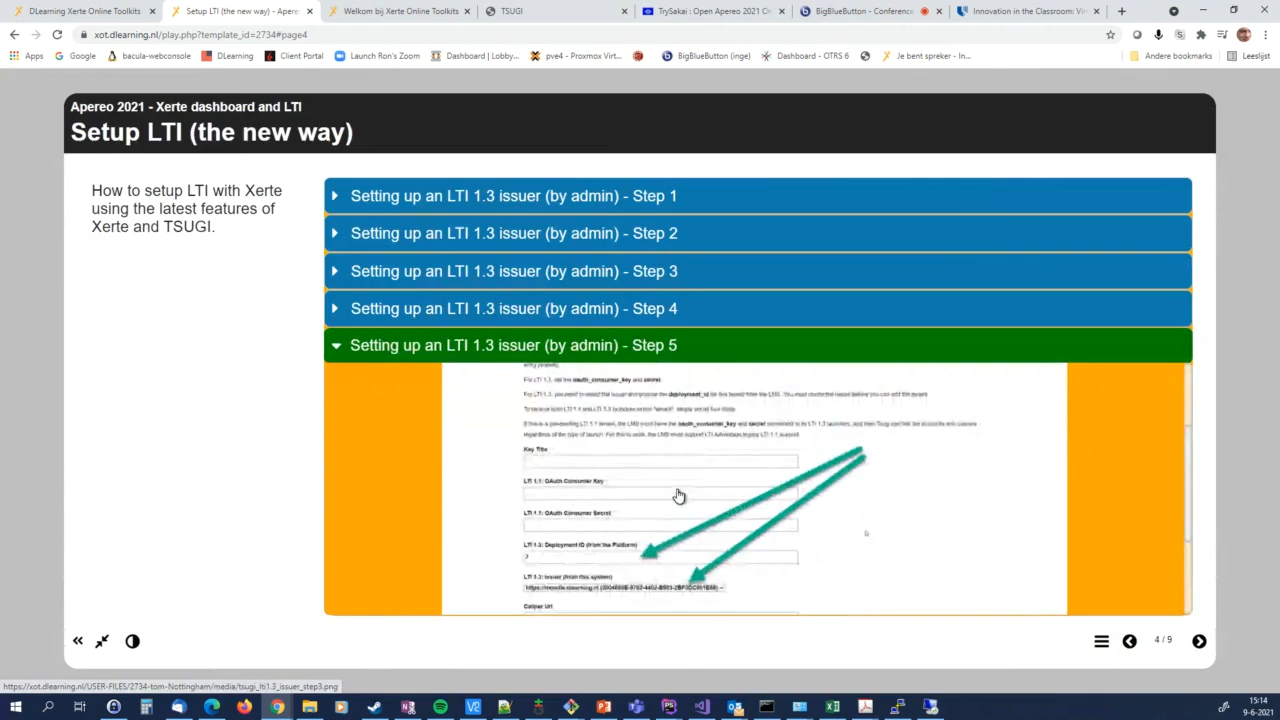 DLearning Xerte Online Toolkits
Setup LTI (the new way) - Apere
Welkom bij Xerte Online Toolkits
TSUGI
TrySakai : Open Apereo 2021 On
BigBlueButton - Conference
Innovation in the Classroom: Vir
xot.dlearning.nl/play.php?template_id=2734#page4
Apps
Google
bacula-webconsole
DLearning
Client Portal
Launch Ron's Zoom
Dashboard | Lobby...
pve4 - Proxmox Virt...
BigBlueButton (inge)
Dashboard - OTRS 6
Je bent spreker - In...
Andere bookmarks
Leeslijst
Apereo 2021 - Xerte dashboard and LTI
Setup LTI (the new way)
How to setup LTI with Xerte
using the latest features of
Xerte and TSUGI.
Setting up an LTI 1.3 issuer (by admin) - Step 1
Setting up an LTI 1.3 issuer (by admin) - Step 2
Setting up an LTI 1.3 issuer (by admin) - Step 3
Setting up an LTI 1.3 issuer (by admin) - Step 4
Setting up an LTI 1.3 issuer (by admin) - Step 5
Key Title
LTI 1.1: OAuth Consumer Key
LTI 1.1: OAuth Consumer Secret
LTI 1.3: Deployment ID (from the Platform)
LTI 1.3: Issuer (from this system)
Caliper Url
4 / 9
https://xot.dlearning.nl/USER-FILES/2734-tom-Nottingham/media/tsugi_lti1.3_issuer_step3.png
15:14
9-6-2021